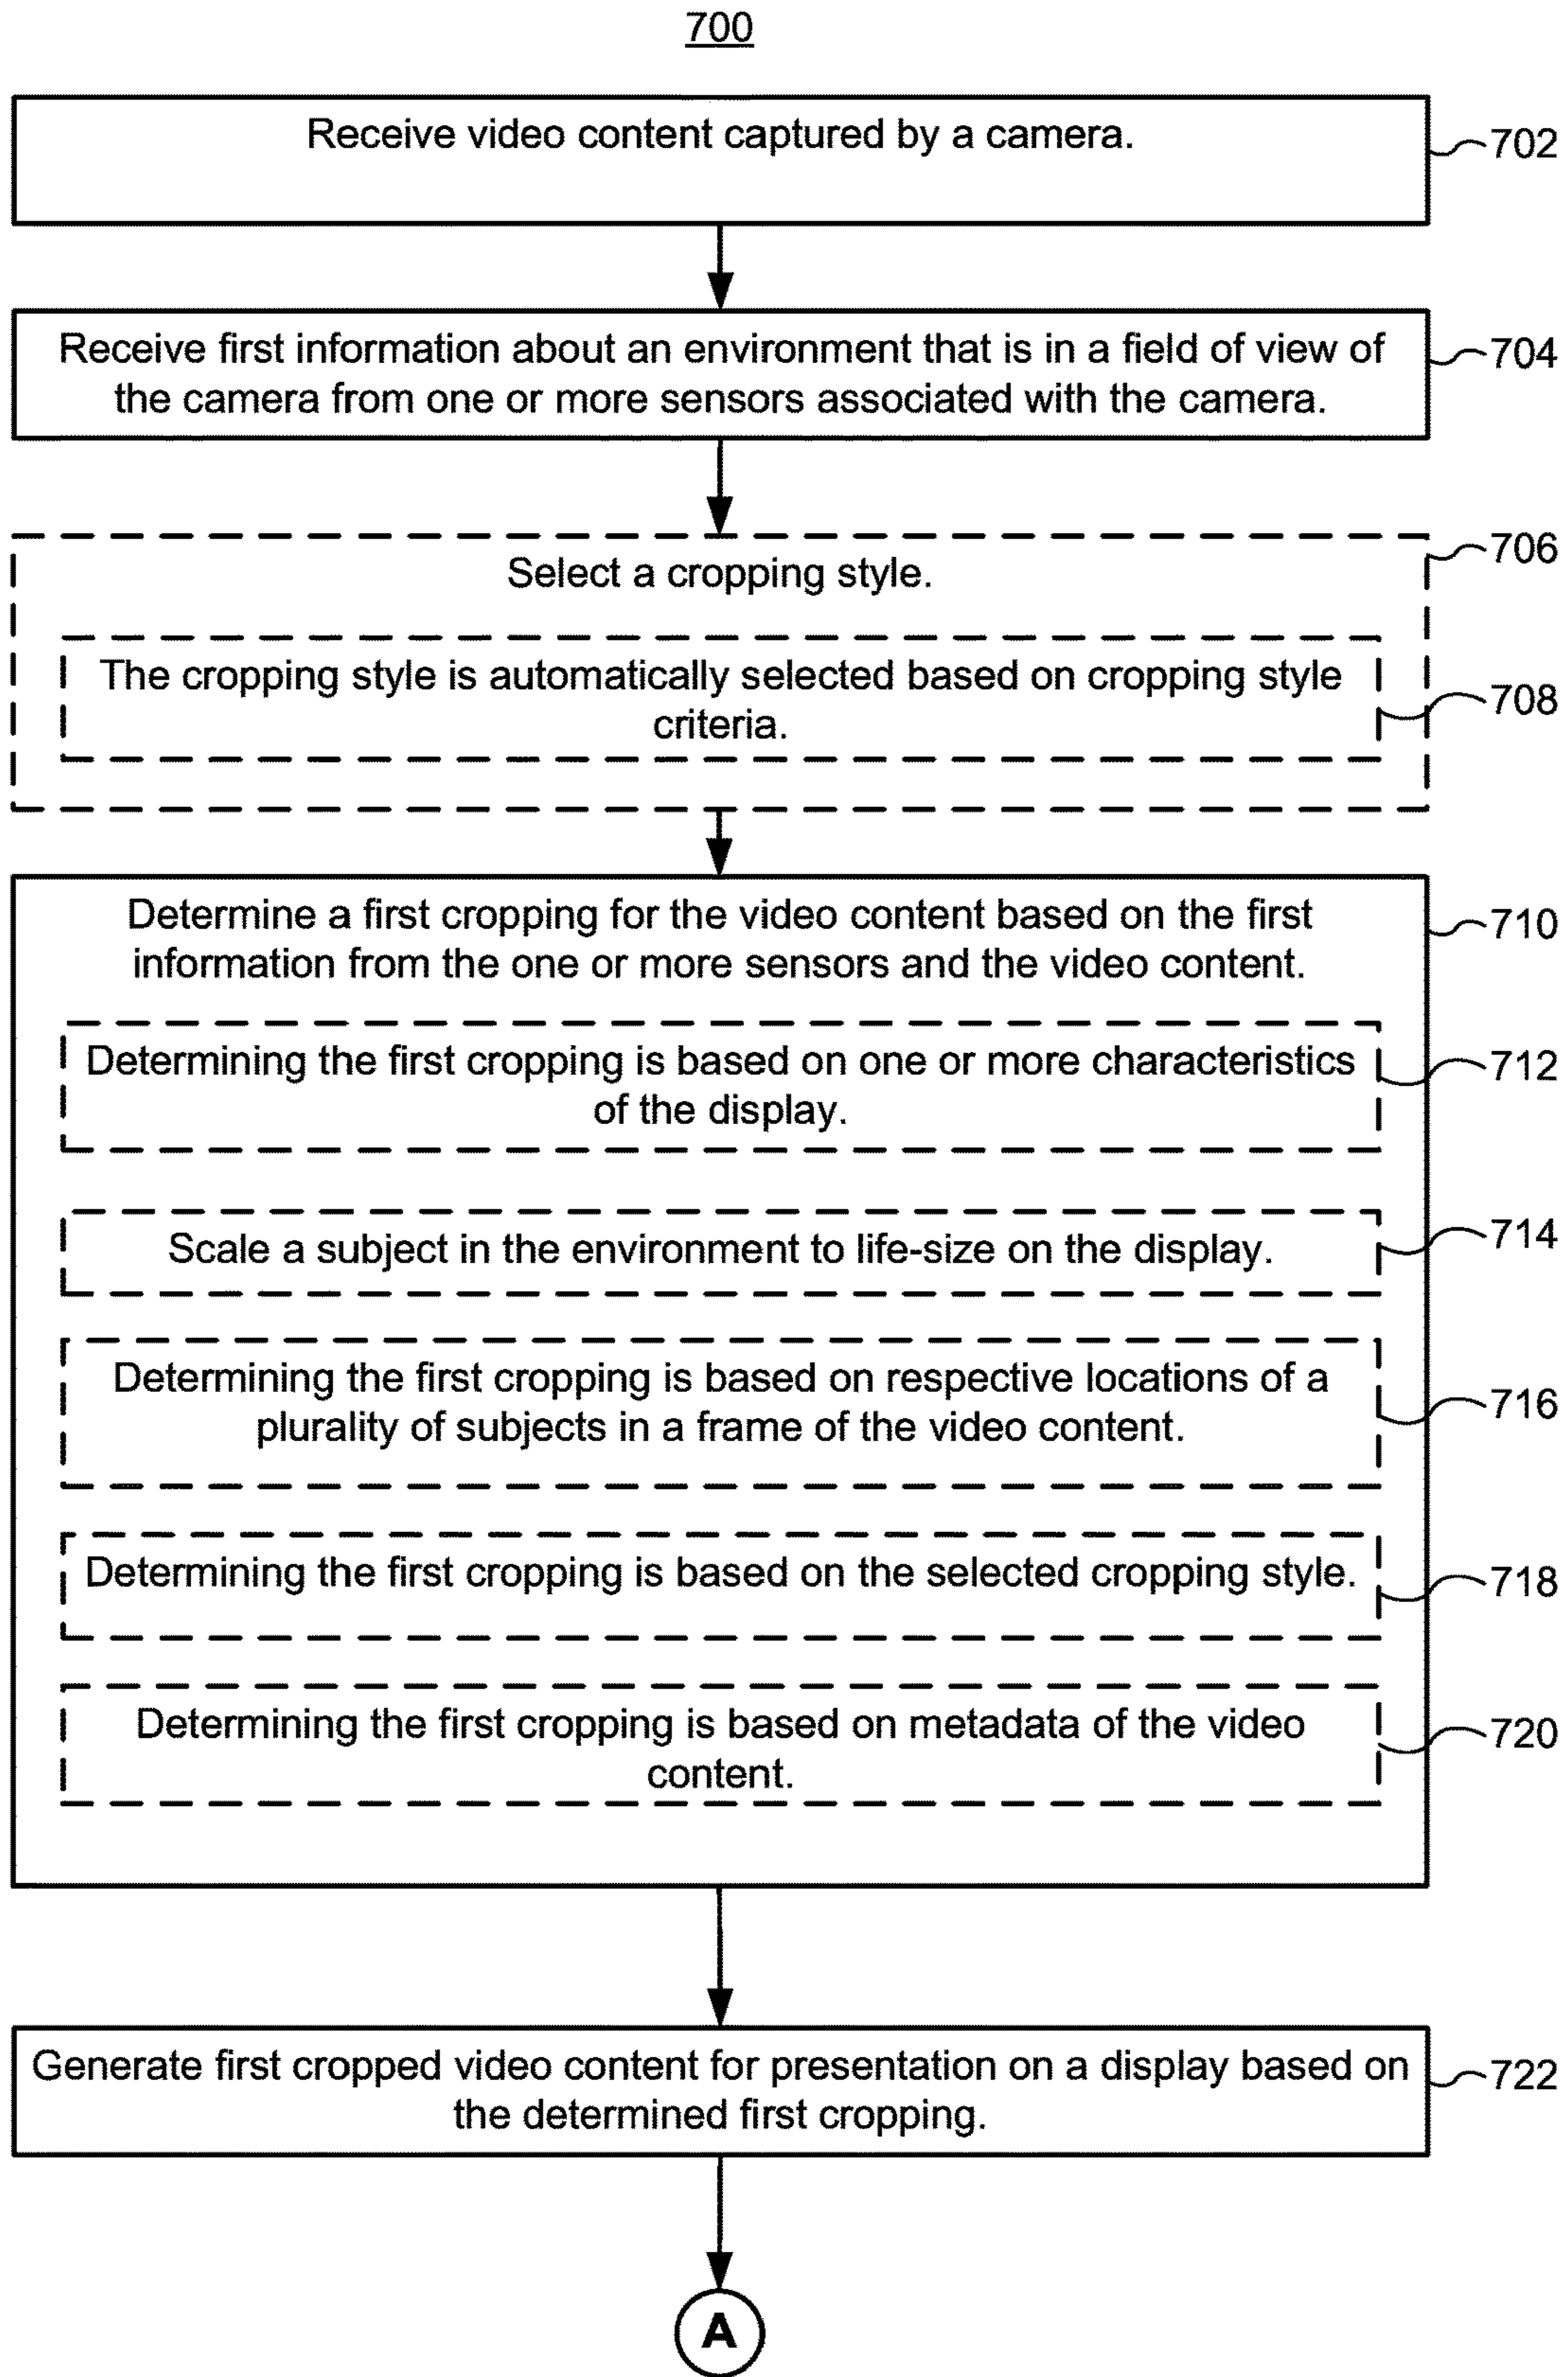 700
Receive video content captured by a camera.
702
Receive first information about an environment that is in a field of view of
the camera from one or more sensors associated with the camera.
704
Select a cropping style.
706
The cropping style is automatically selected based on cropping style
criteria.
708
Determine a first cropping for the video content based on the first
information from the one or more sensors and the video content.
710
Determining the first cropping is based on one or more characteristics
of the display.
712
Scale a subject in the environment to life-size on the display.
714
Determining the first cropping is based on respective locations of a
plurality of subjects in a frame of the video content.
716
Determining the first cropping is based on the selected cropping style.
718
Determining the first cropping is based on metadata of the video
content.
720
Generate first cropped video content for presentation on a display based on
the determined first cropping.
722
A